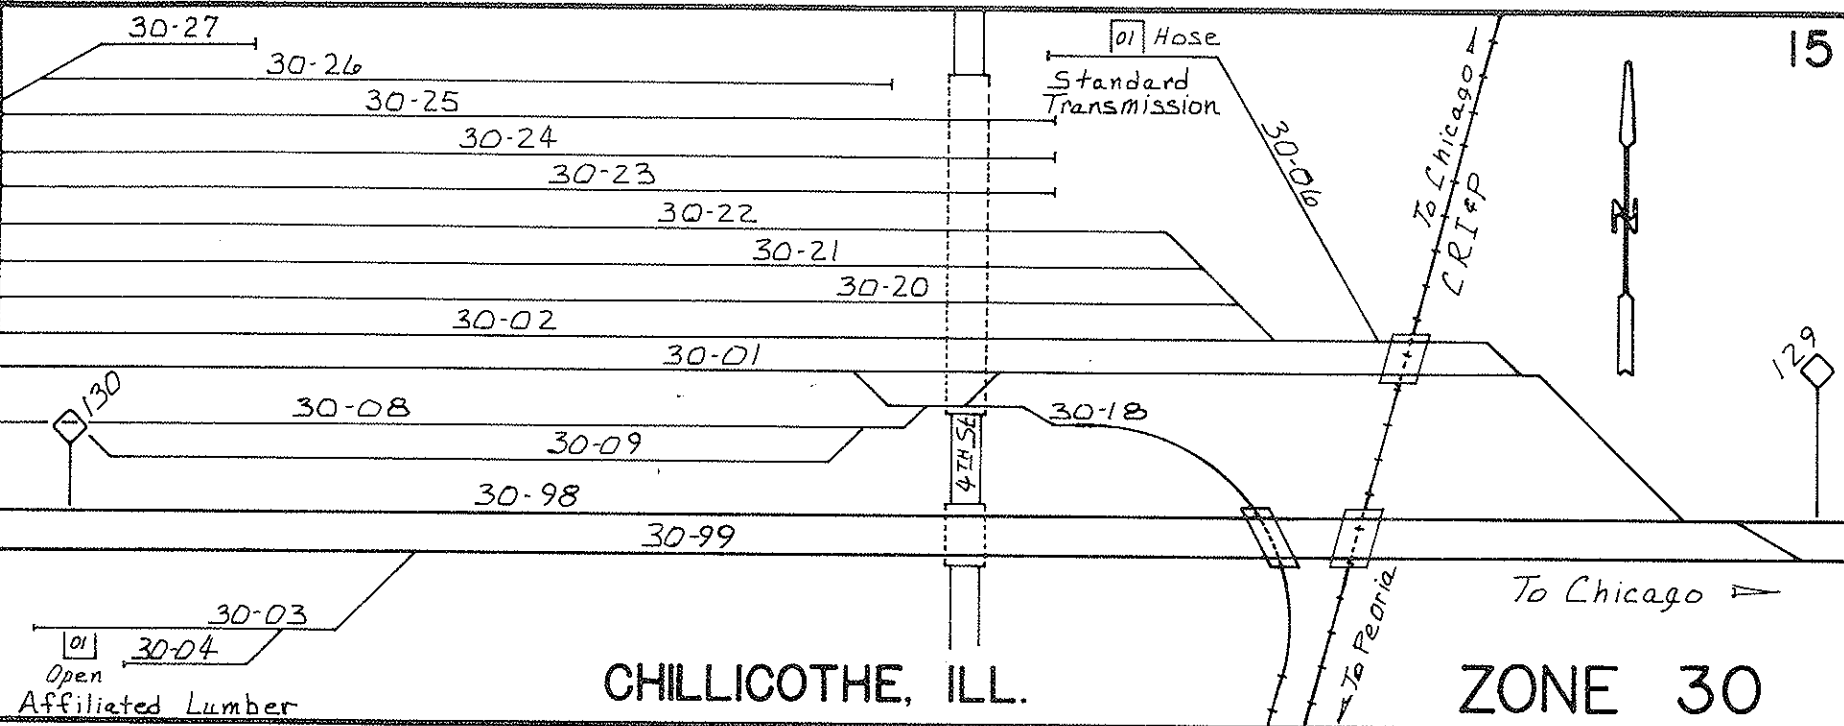 30-27
01 Hose
15
30-26
Standard
Transmission
30-25
30-24
30-23
30-22
30-21
30-20
30-02
30-01
30-06
To Chicago
CRI&P
N
130
129
30-08
30-18
30-09
4TH St
30-98
30-99
To Chicago
30-03
01
Open
30-04
Affiliated Lumber
To Peoria
CHILLICOTHE, ILL.
ZONE 30